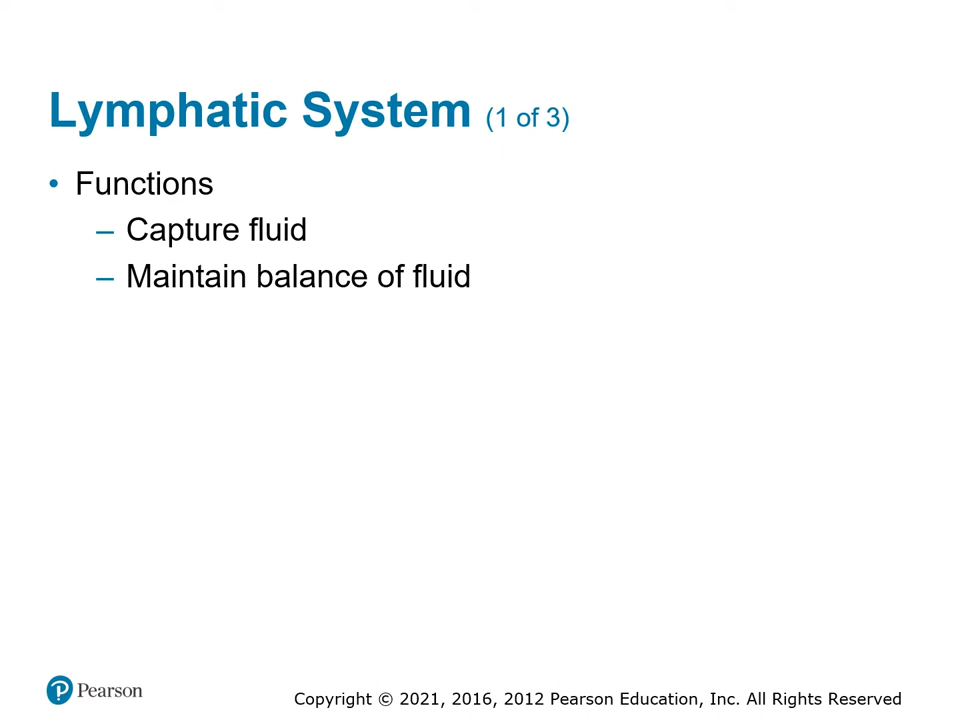 Lymphatic System (1 of 3)
• Functions
– Capture fluid
– Maintain balance of fluid
Pearson
Copyright © 2021, 2016, 2012 Pearson Education, Inc. All Rights Reserved